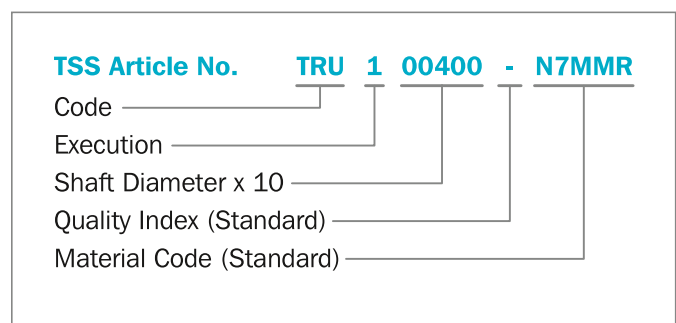 TSS Article No. TRU 1 00400 - N7MMR
Code
Execution
Shaft Diameter x 10
Quality Index (Standard)
Material Code (Standard)